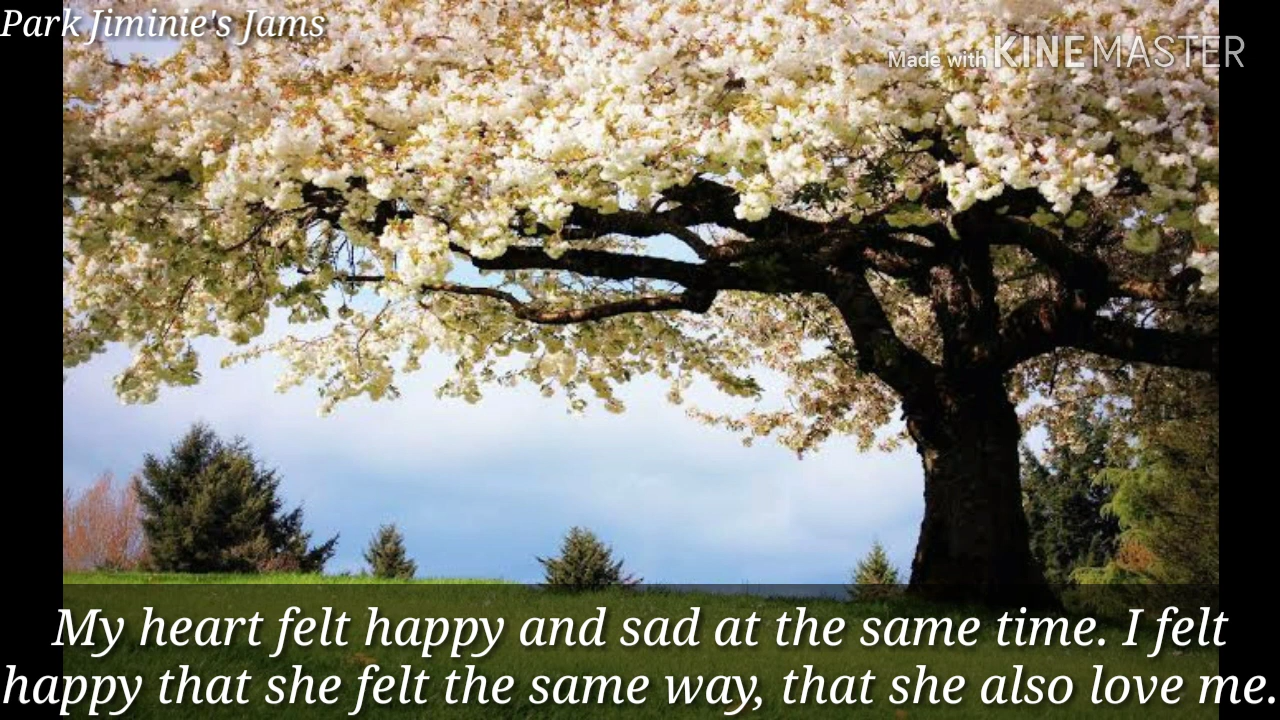 Park Jiminie's Jams
Made with KINEMASTER
My heart felt happy and sad at the same time. I felt
happy that she felt the same way, that she also love me.